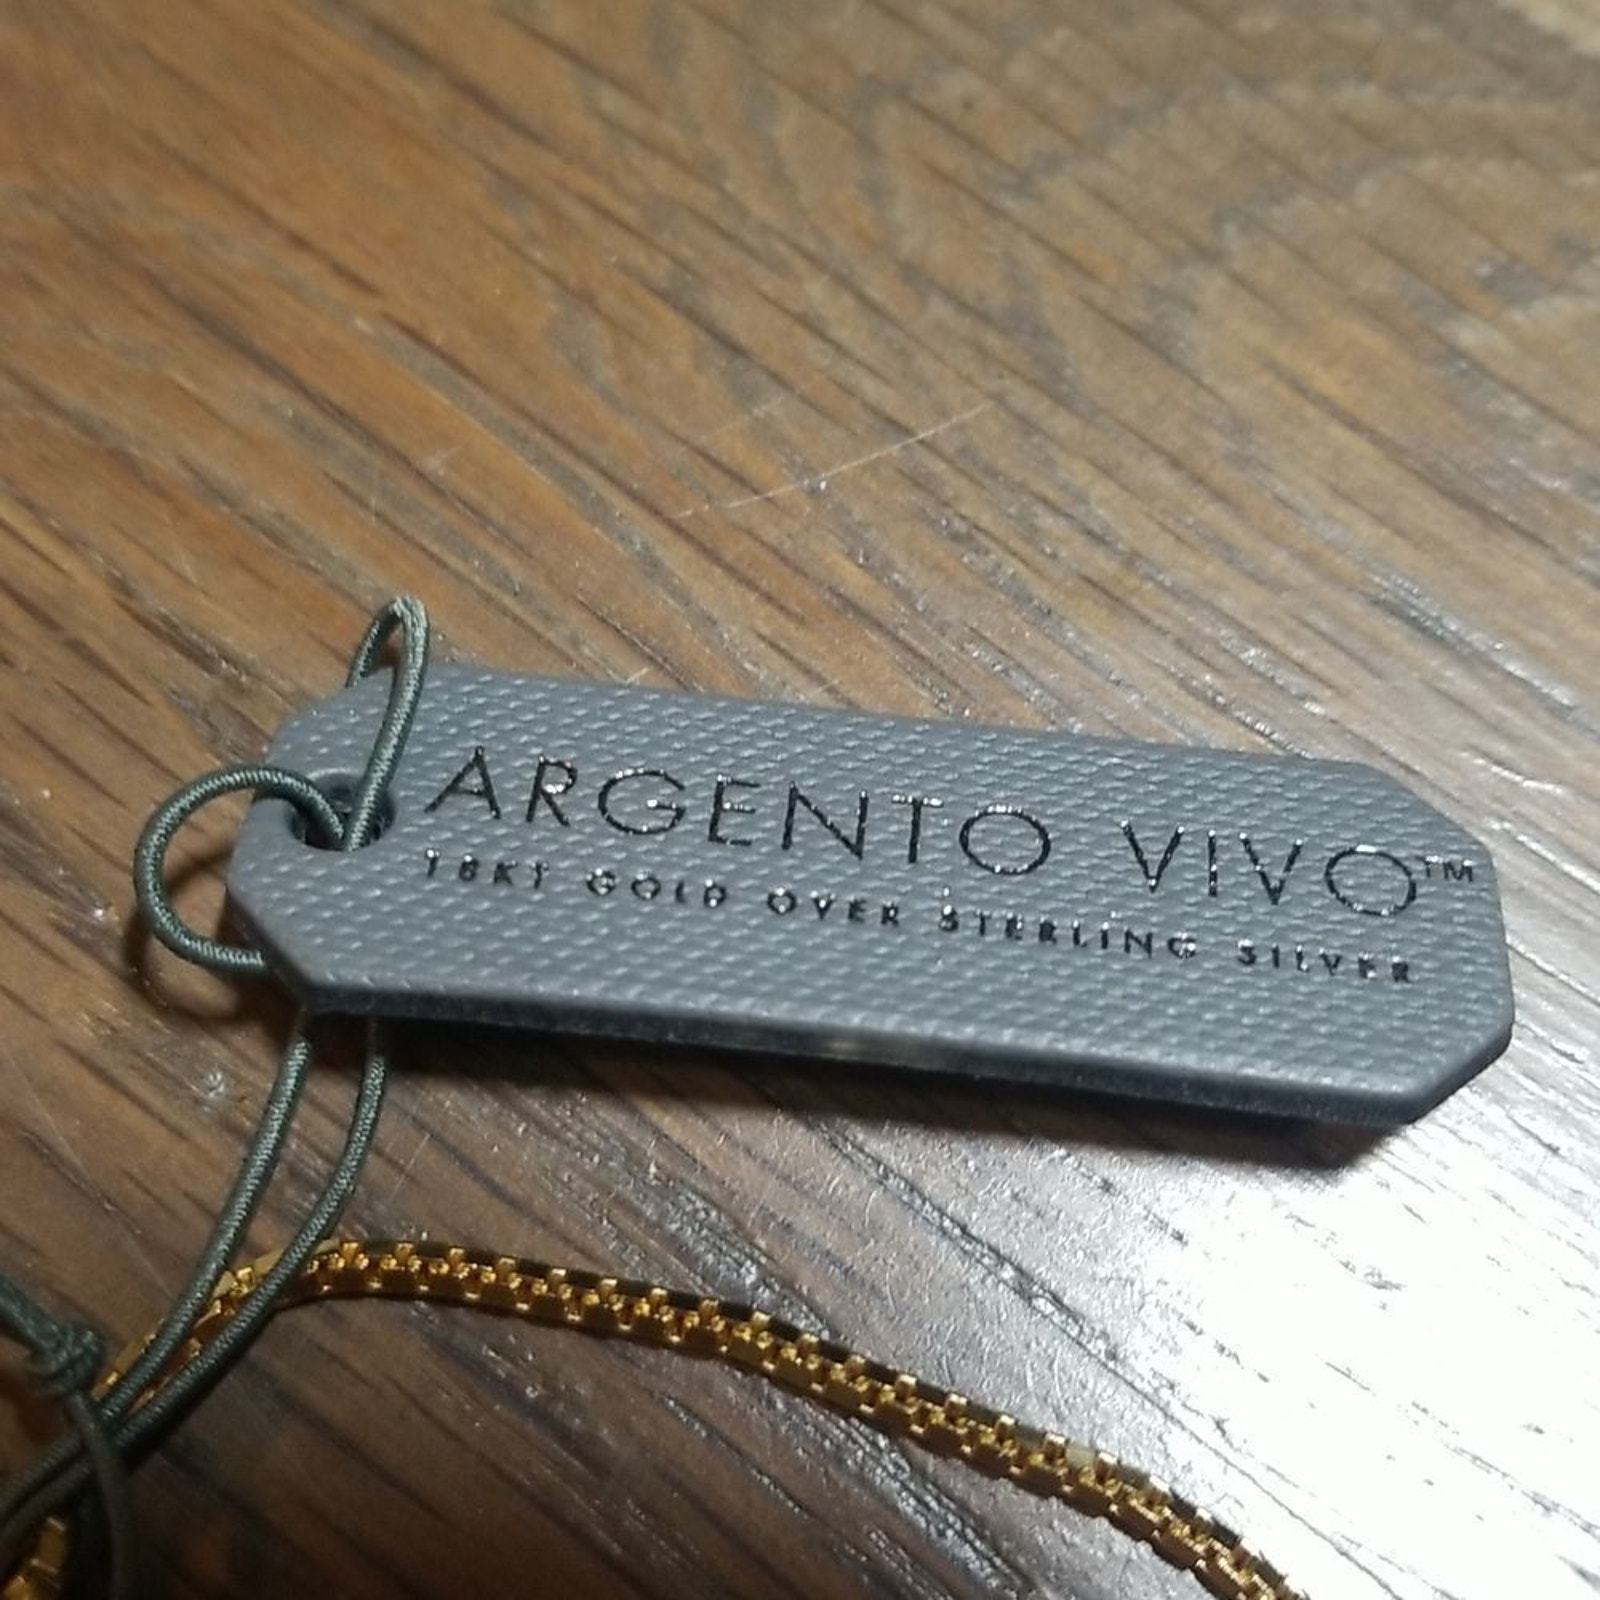 ARGENTO VIVO™
18KT GOLD OVER STERLING SILVER